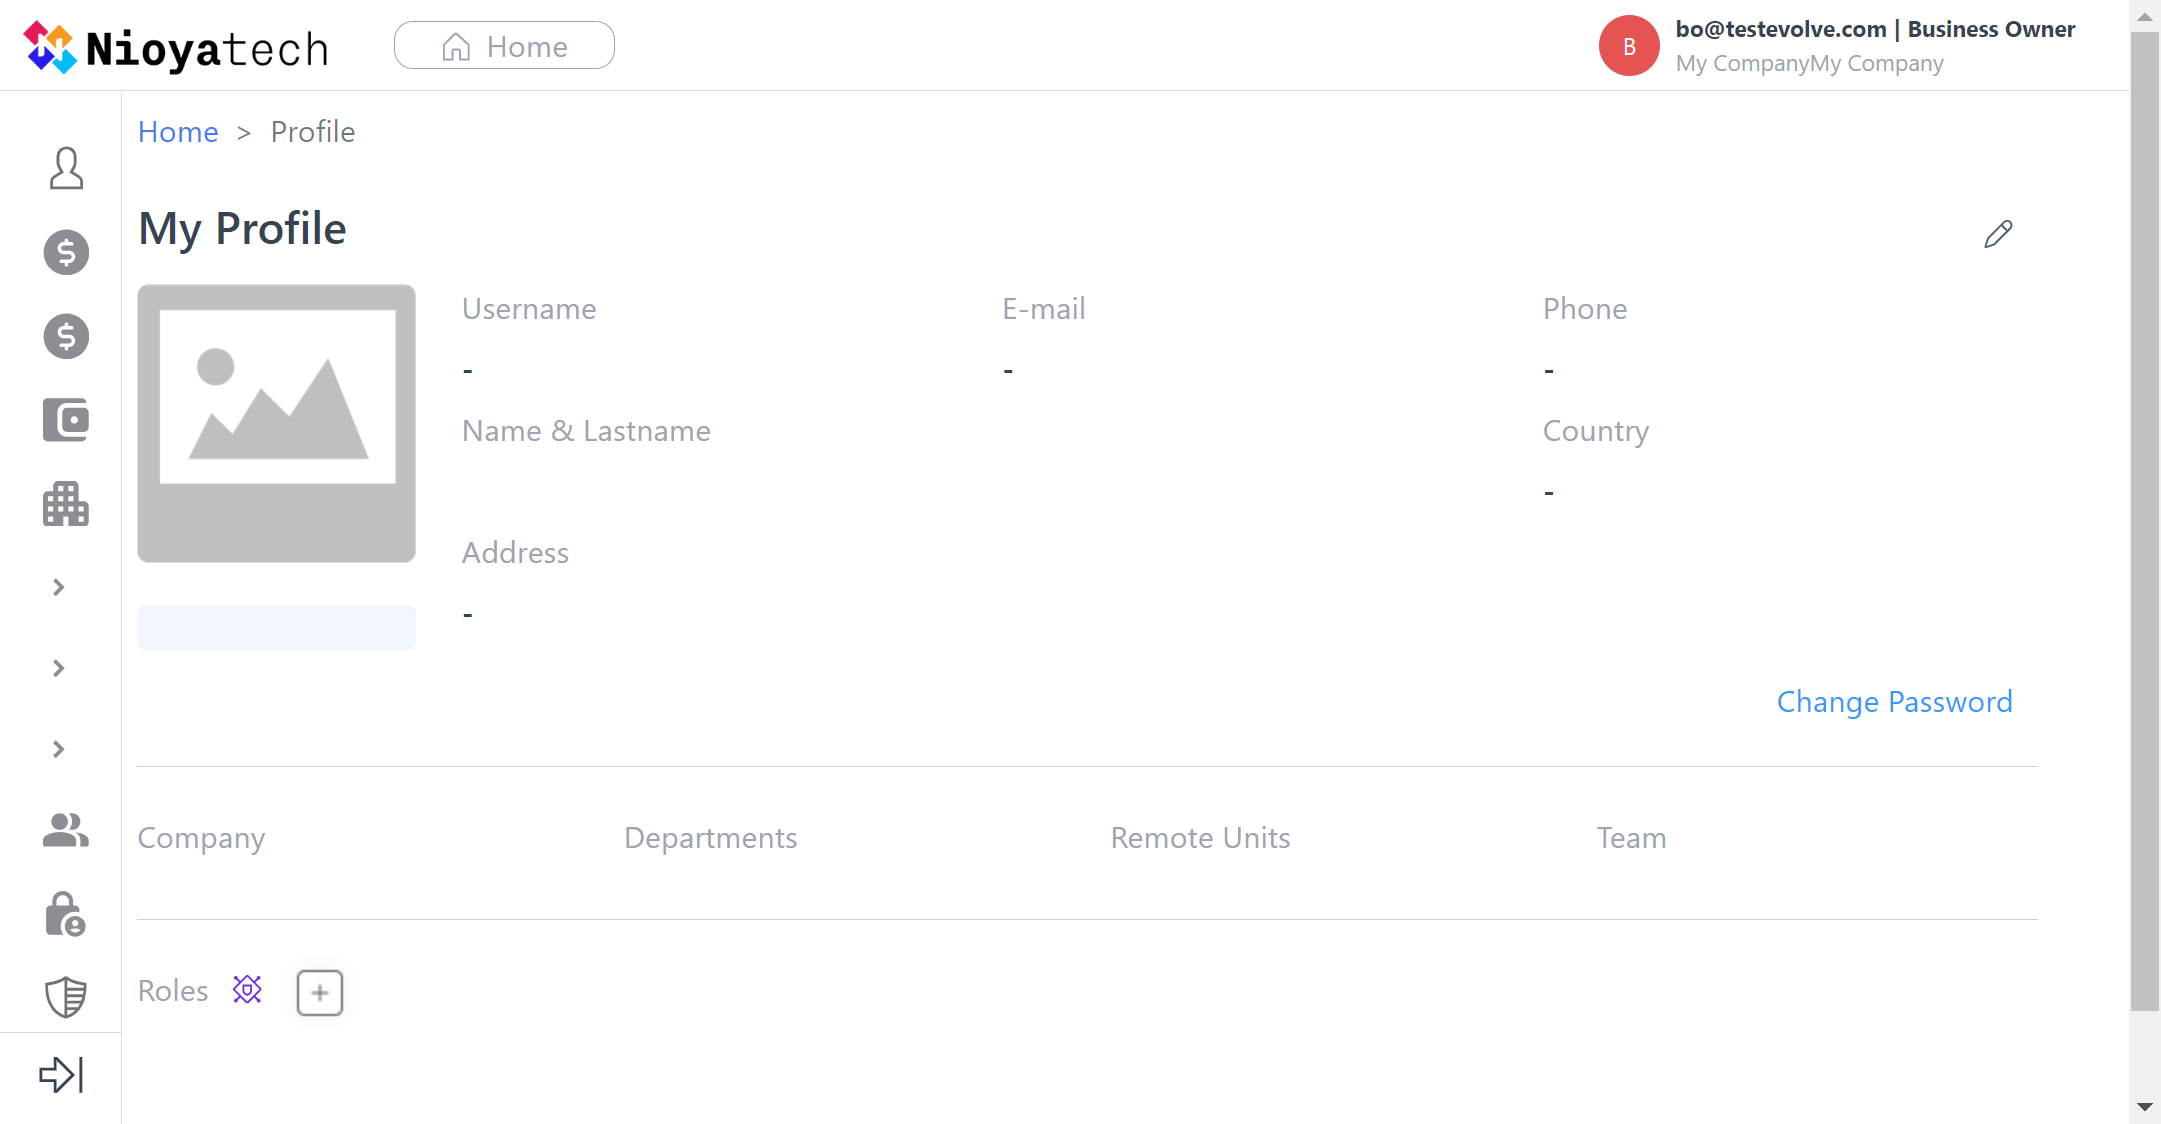 Nioyatech
Home
B
bo@testevolve.com | Business Owner
My CompanyMy Company
Home > Profile
My Profile
Username
E-mail
Phone
-
-
-
Name & Lastname
Country
-
Address
-
Change Password
Company
Departments
Remote Units
Team
Roles